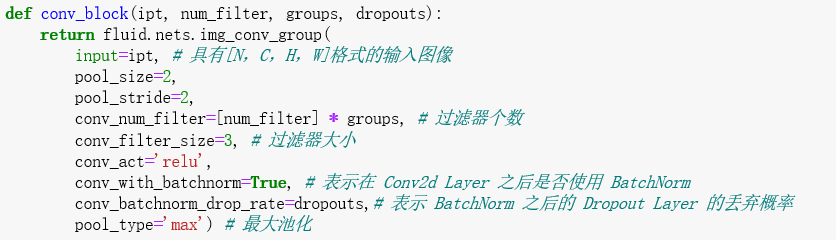 def conv_block(ipt, num_filter, groups, dropouts):
    return fluid.nets.img_conv_group(
        input=ipt, # 具有[N, C, H, W]格式的输入图像
        pool_size=2,
        pool_stride=2,
        conv_num_filter=[num_filter] * groups, # 过滤器个数
        conv_filter_size=3, # 过滤器大小
        conv_act='relu',
        conv_with_batchnorm=True, # 表示在 Conv2d Layer 之后是否使用 BatchNorm
        conv_batchnorm_drop_rate=dropouts,# 表示 BatchNorm 之后的 Dropout Layer 的丢弃概率
        pool_type='max') # 最大池化